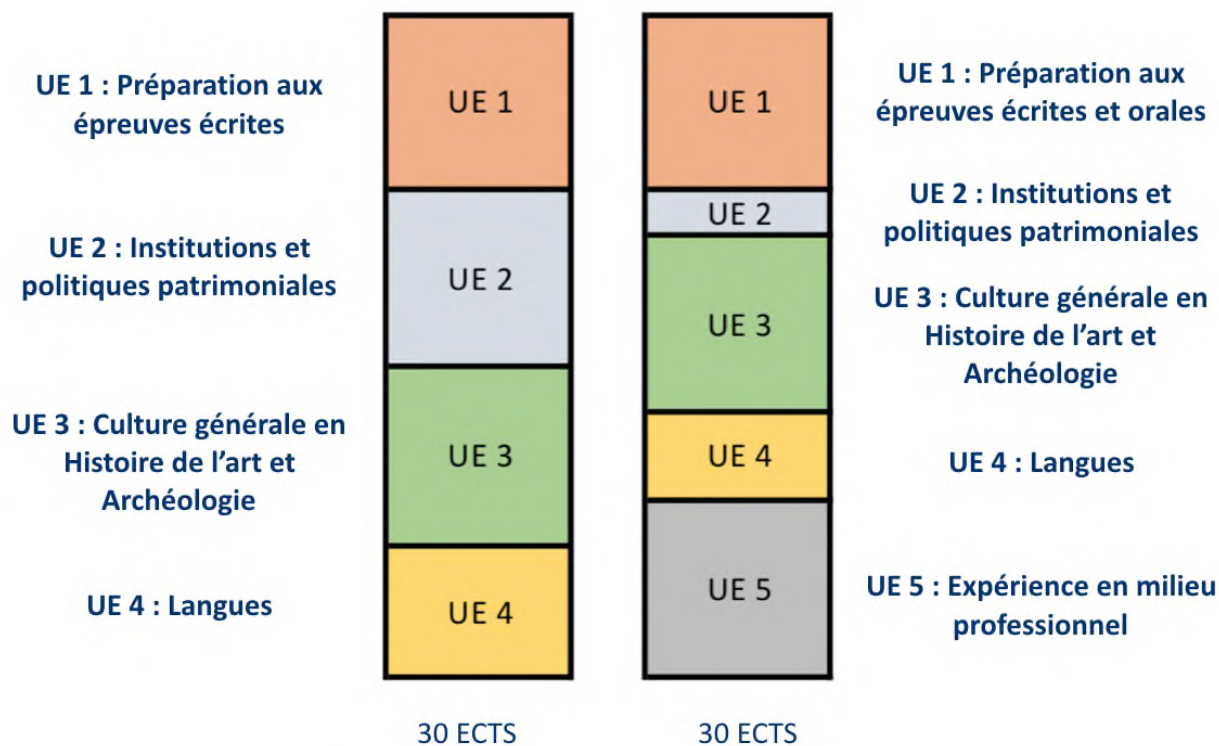 UE 1 : Préparation aux
épreuves écrites
UE 2 : Institutions et
politiques patrimoniales
UE 3 : Culture générale en
Histoire de l’art et
Archéologie
UE 4 : Langues
UE 1
UE 2
UE 3
UE 4
30 ECTS
UE 1
UE 2
UE 3
UE 4
UE 5
30 ECTS
UE 1 : Préparation aux
épreuves écrites et orales
UE 2 : Institutions et
politiques patrimoniales
UE 3 : Culture générale en
Histoire de l’art et
Archéologie
UE 4 : Langues
UE 5 : Expérience en milieu
professionnel